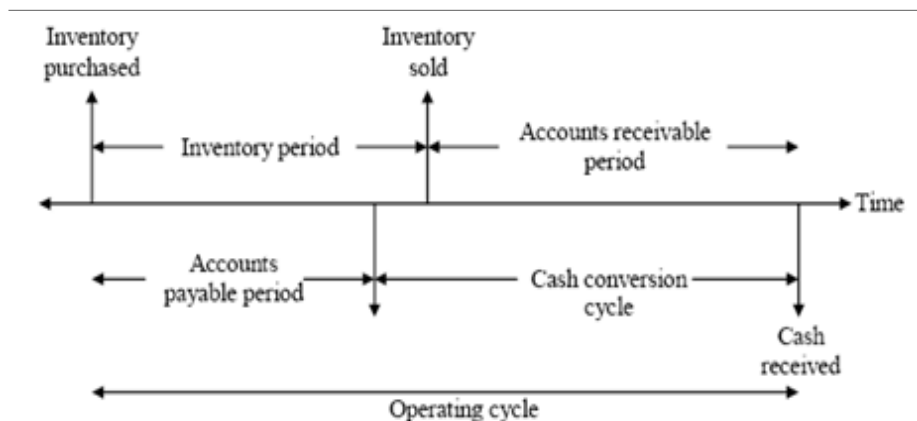 Inventory
purchased
Inventory
sold
Inventory period
Accounts receivable
period
Time
Accounts
payable period
Cash conversion
cycle
Cash
received
Operating cycle